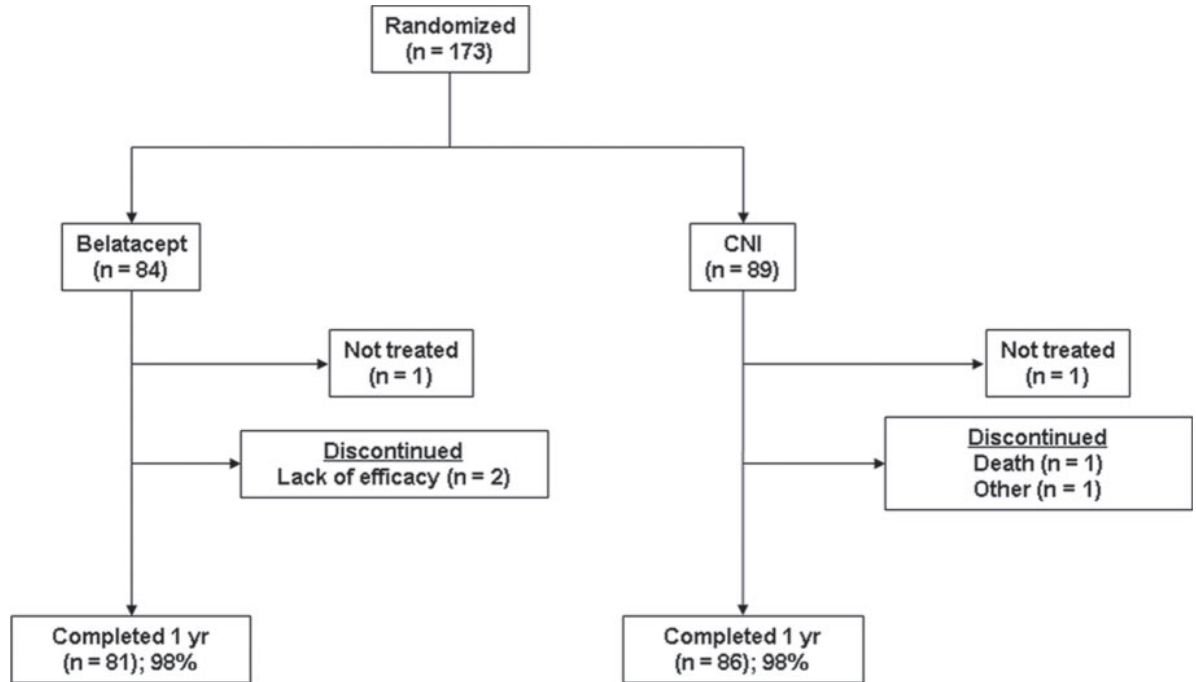 Randomized
(n = 173)
Belatacept
(n = 84)
CNI
(n = 89)
Not treated
(n = 1)
Not treated
(n = 1)
Discontinued
Lack of efficacy (n = 2)
Discontinued
Death (n = 1)
Other (n = 1)
Completed 1 yr
(n = 81); 98%
Completed 1 yr
(n = 86); 98%